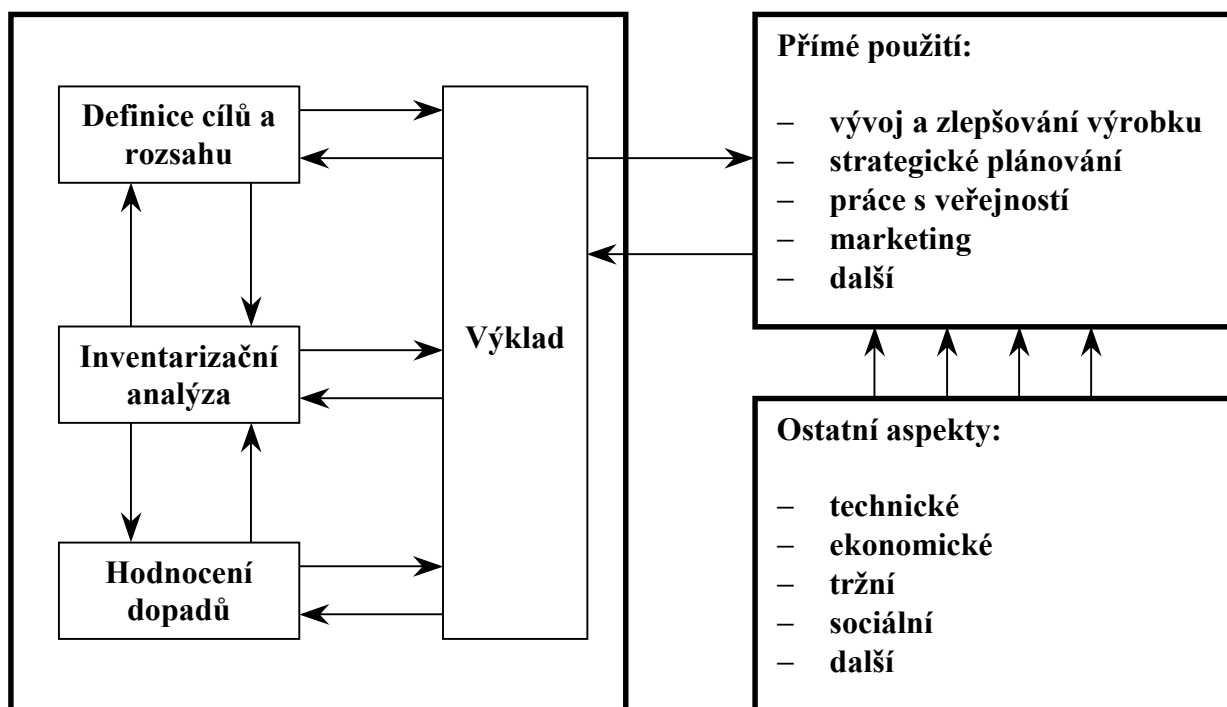 Definice cílů a
rozsahu
Inventarizační
analýza
Hodnocení
dopadů
Výklad
Přímé použití:
– vývoj a zlepšování výrobku
– strategické plánování
– práce s veřejností
– marketing
– další
Ostatní aspekty:
– technické
– ekonomické
– tržní
– sociální
– další